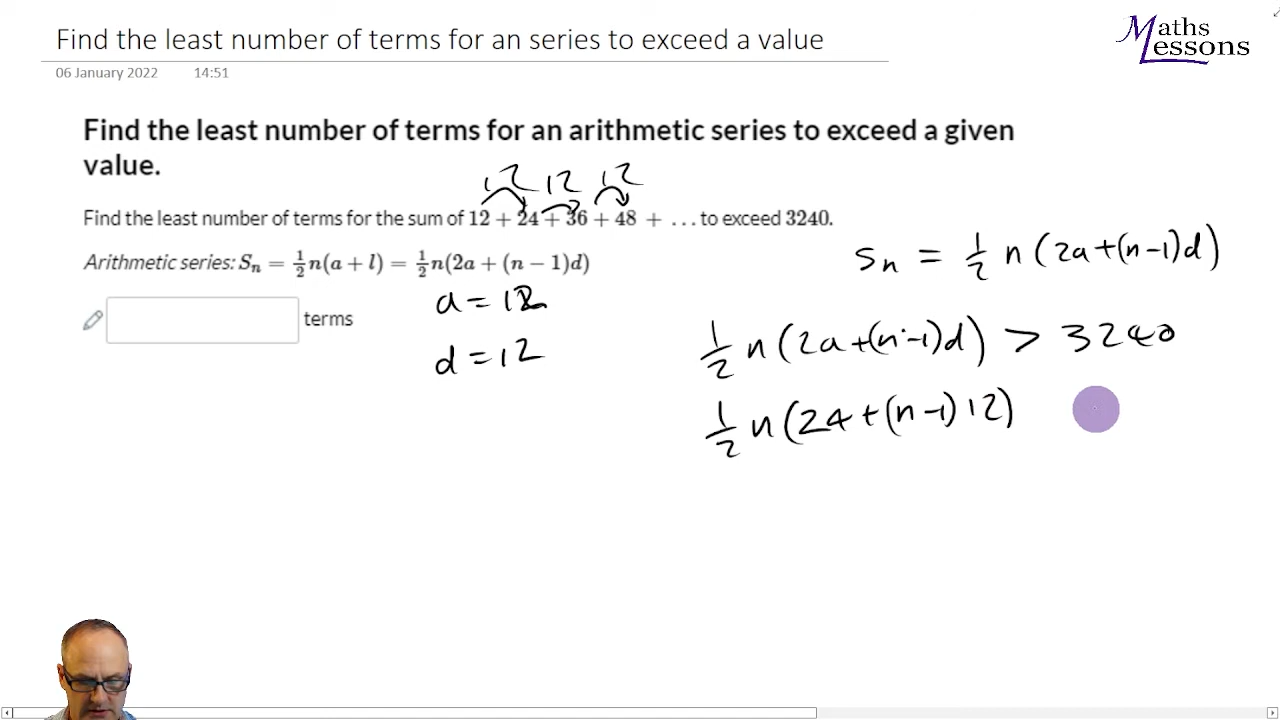 Find the least number of terms for an series to exceed a value
Maths
Lessons
06 January 2022 14:51
Find the least number of terms for an arithmetic series to exceed a given
value.
12 12 12
Find the least number of terms for the sum of 12 + 24 + 36 + 48 + … to exceed 3240.
Sn = 1/2 n (2a+(n-1)d)
Arithmetic series: Sn = 1/2 n(a + l) = 1/2 n(2a + (n − 1)d)
a = 12
terms
1/2 n (2a+(n-1)d) > 3240
d = 12
1/2 n (24+(n-1)12)